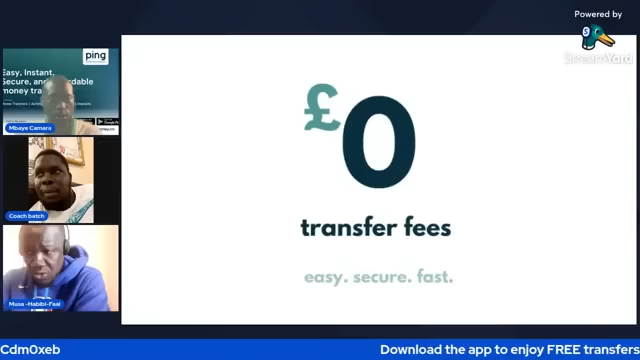 Powered by
StreamYard
ping
Easy, Instant,
Secure, and
money
Mbaye Camara
Coach batch
Musa -Habibi-Faal
£0
transfer fees
easy. secure. fast.
Cdm0xeb
Download the app to enjoy FREE transfers